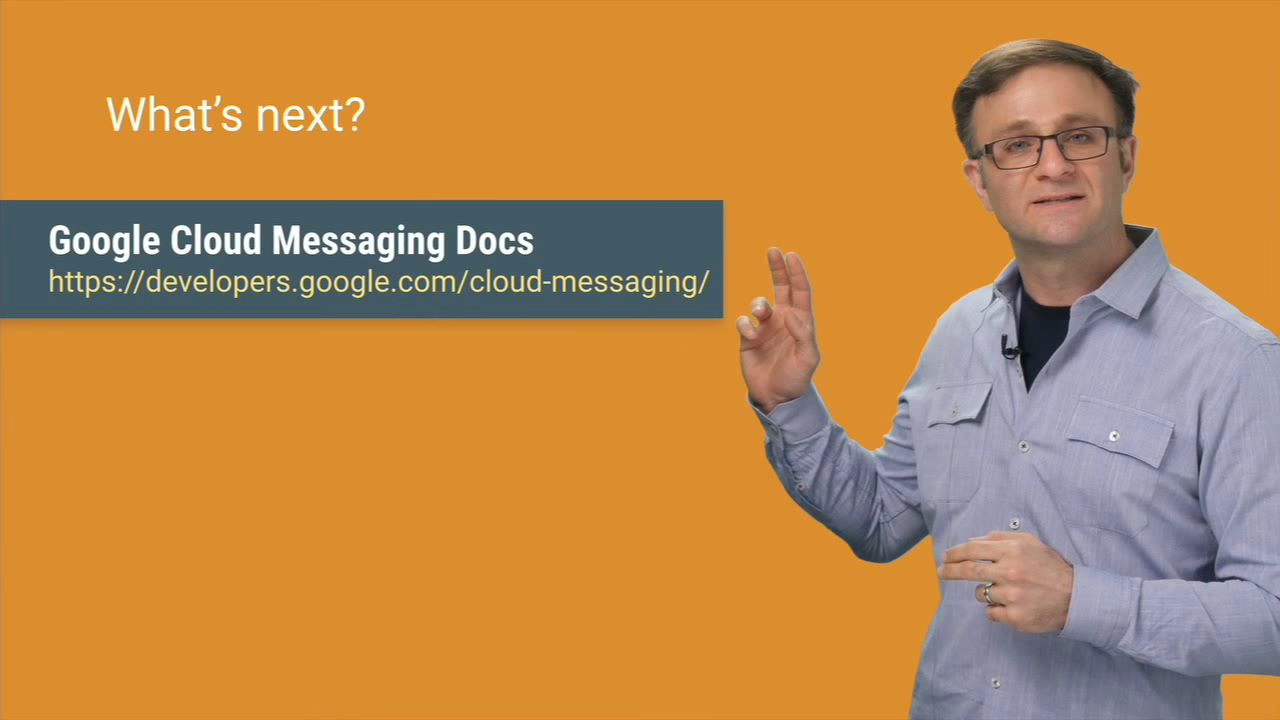 What’s next?
Google Cloud Messaging Docs
https://developers.google.com/cloud-messaging/